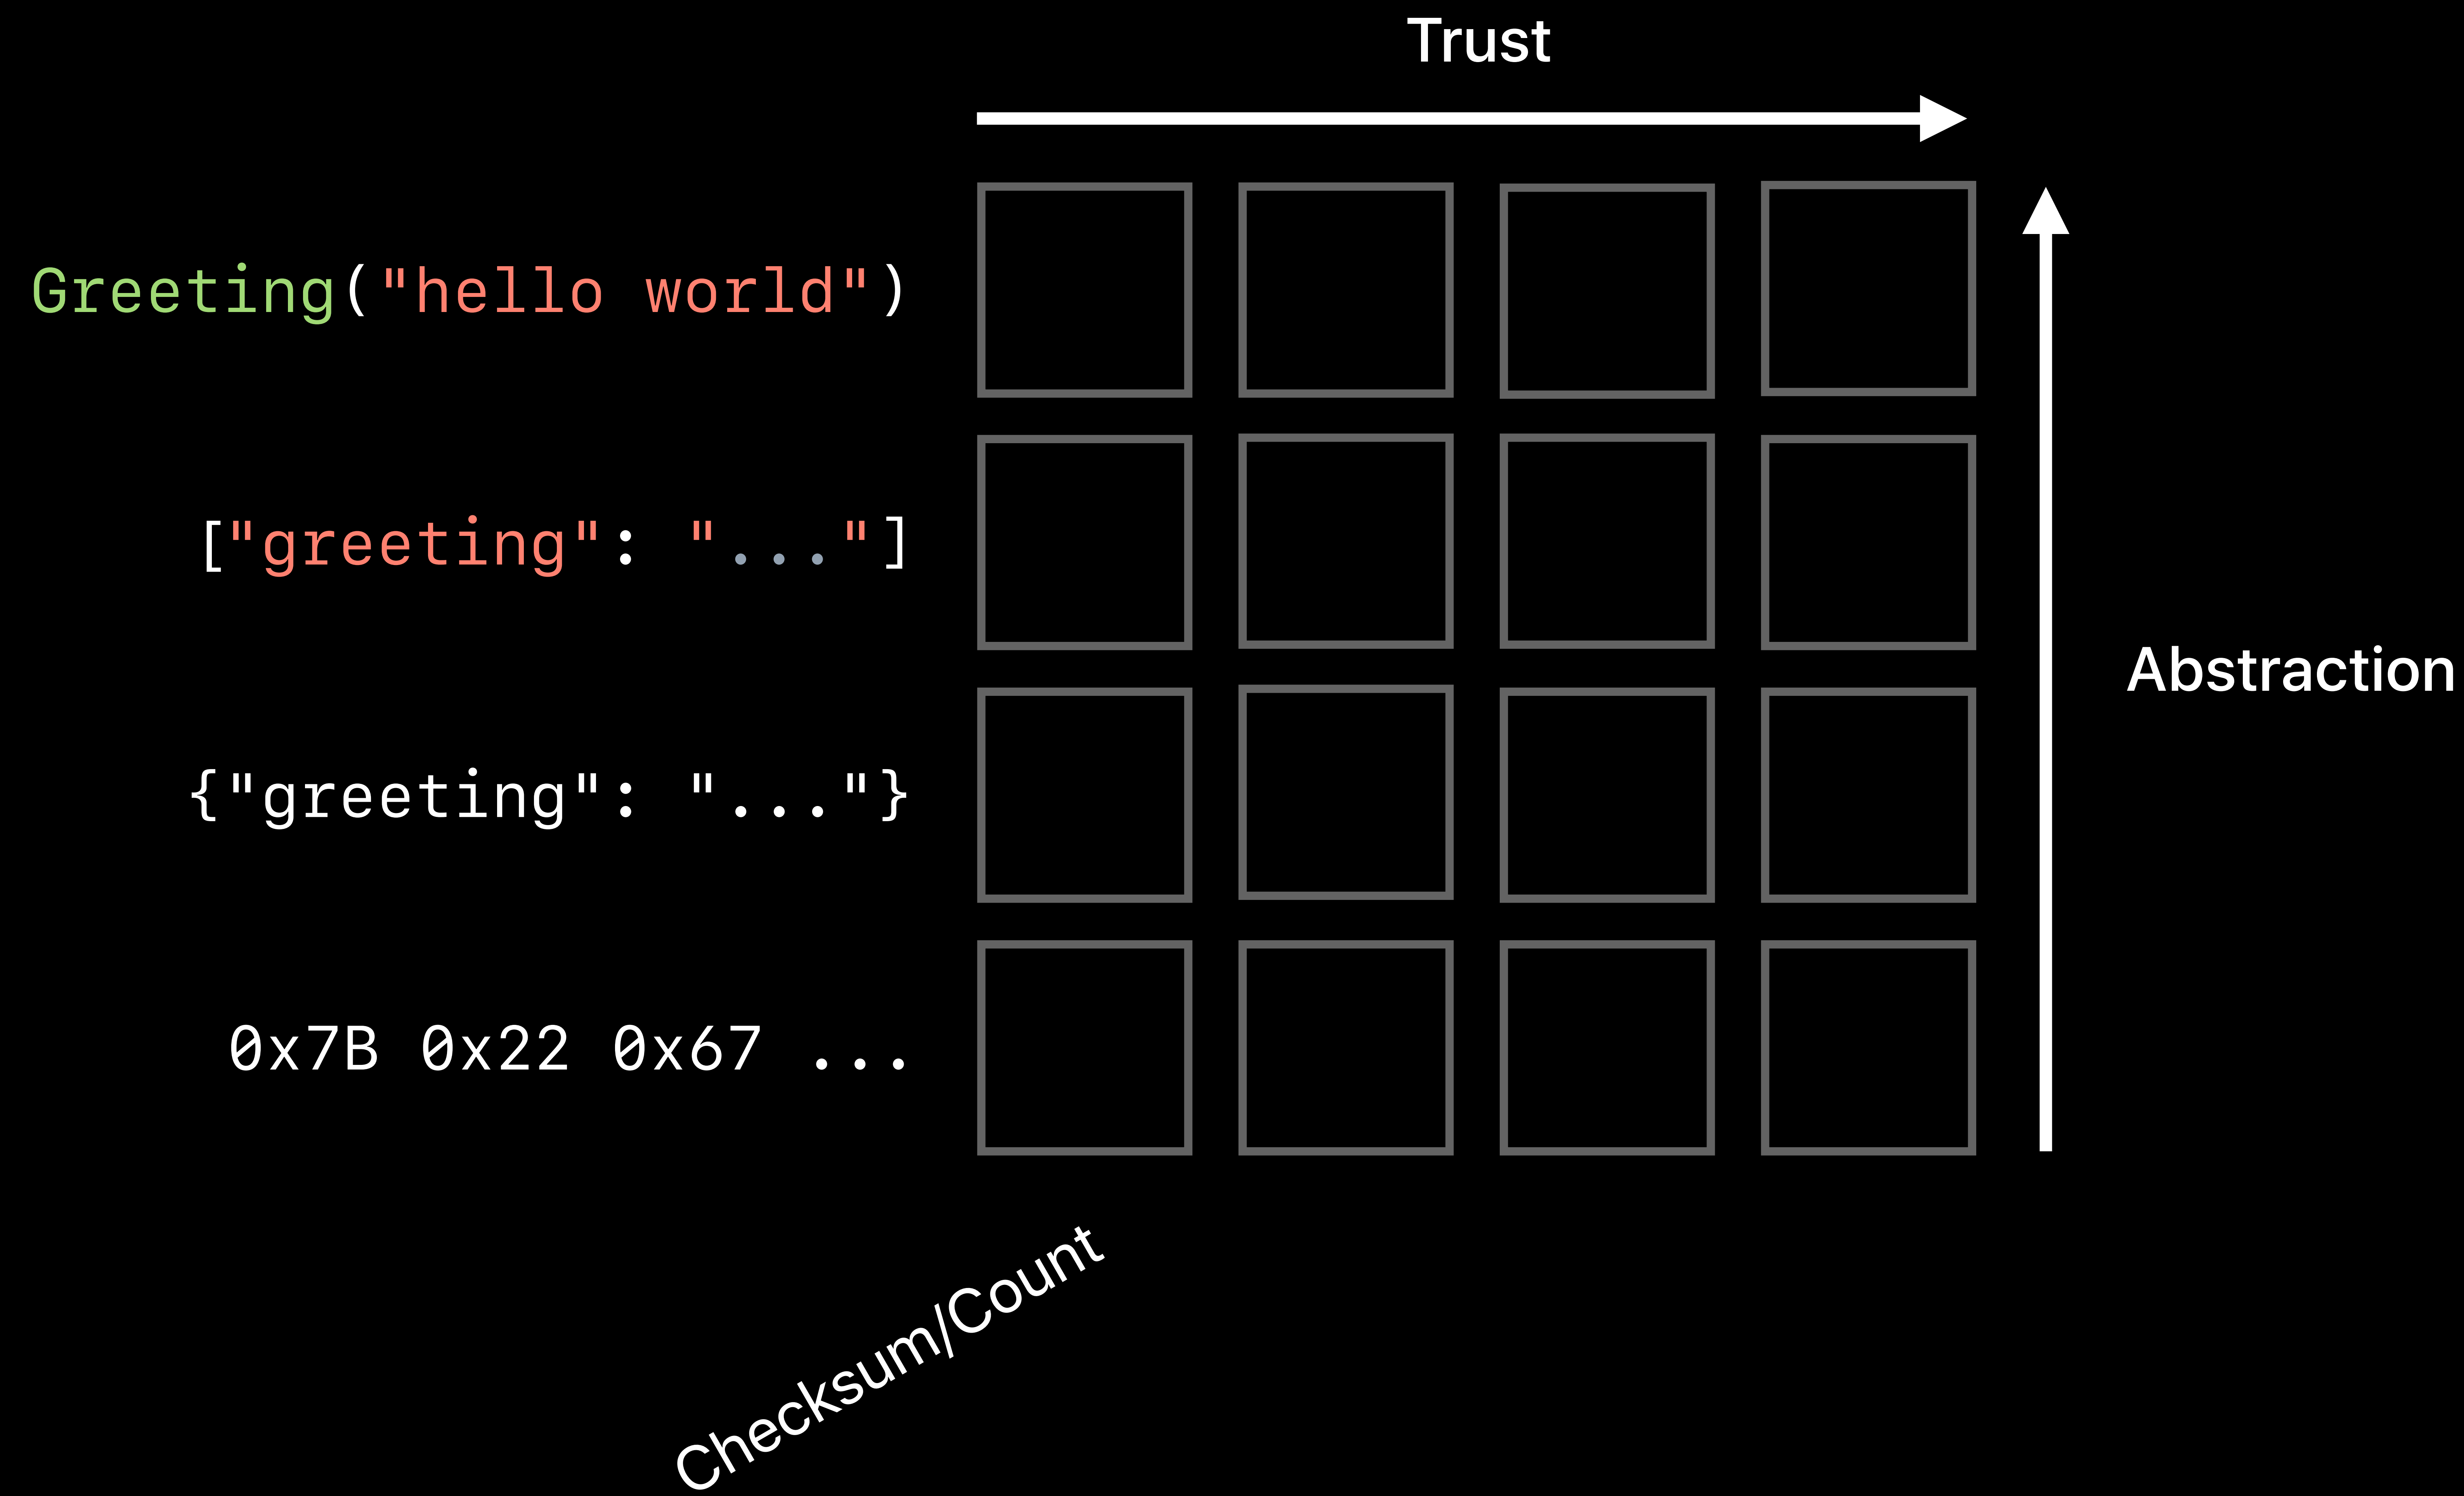 Trust
Greeting("hello world")
["greeting": "..."]
Abstraction
{"greeting": "..."}
0x7B 0x22 0x67 ...
Checksum/Count